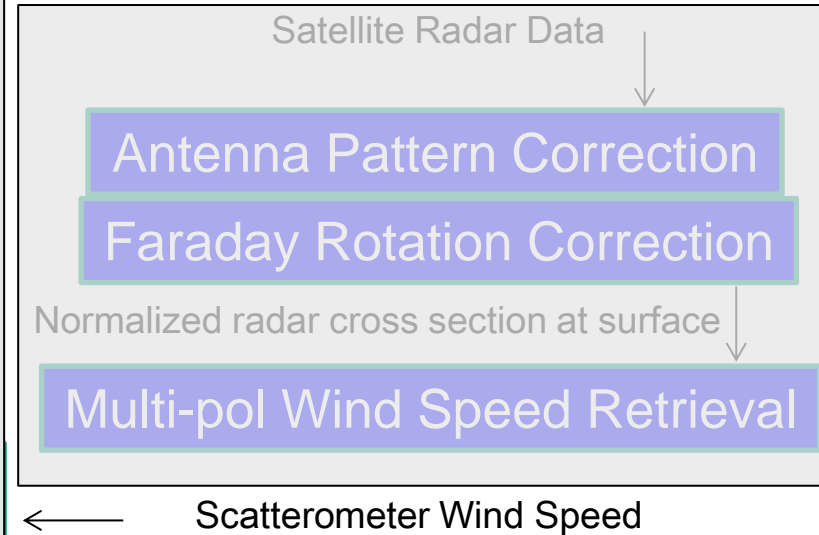 Satellite Radar Data
Antenna Pattern Correction
Faraday Rotation Correction
Normalized radar cross section at surface
Multi-pol Wind Speed Retrieval
Scatterometer Wind Speed